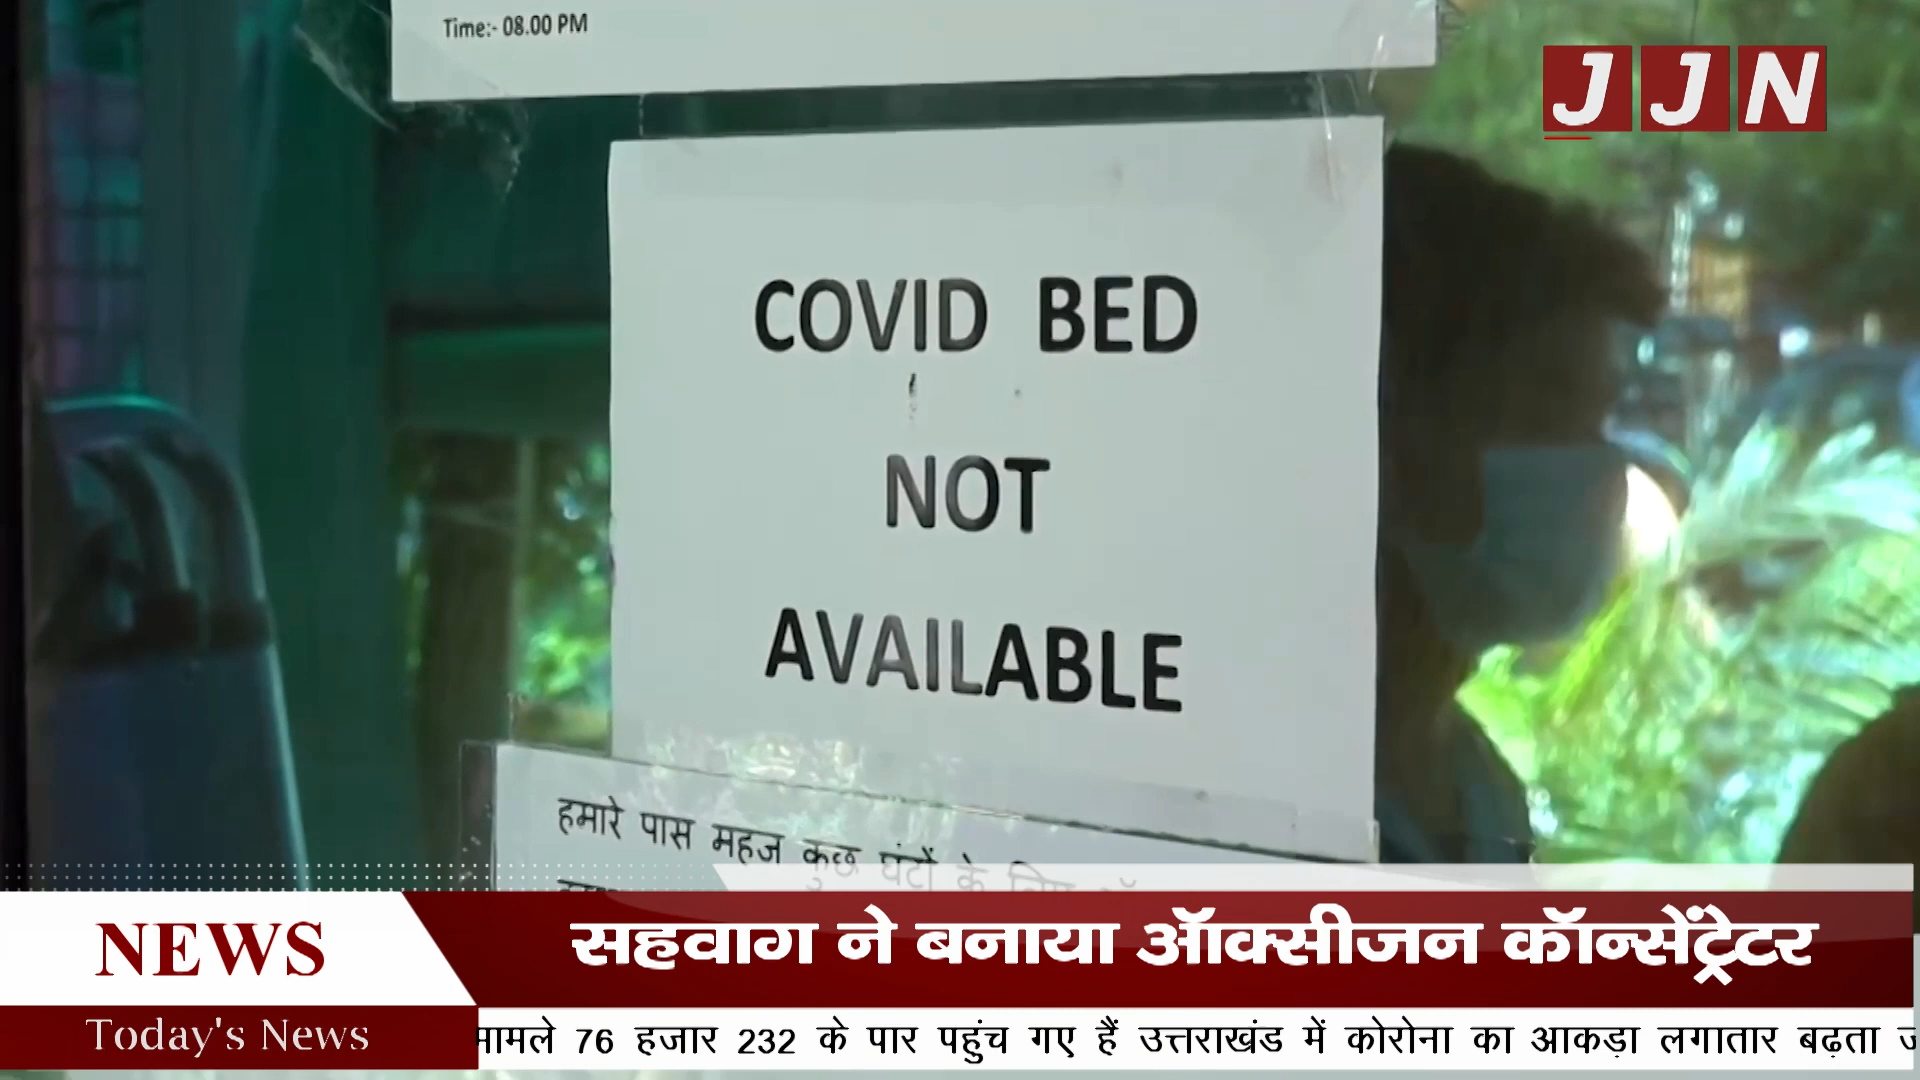 Time:- 08.00 PM
JJN
COVID BED
NOT
AVAILABLE
हमारे पास महज कुछ घंटों के लिए
NEWS
सहवाग ने बनाया ऑक्सीजन कॉन्सेंट्रेटर
Today's News
मामले 76 हजार 232 के पार पहुंच गए हैं उत्तराखंड में कोरोना का आकड़ा लगातार बढ़ता